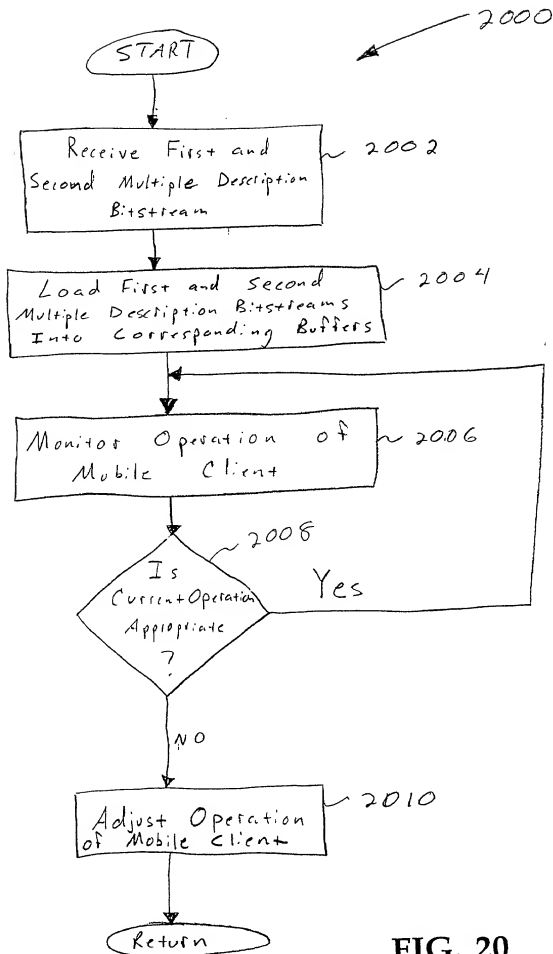 2000
START
Receive First and
Second Multiple Description
Bitstream
2002
Load First and Second
Multiple Description Bitstreams
Into Corresponding Buffers
2004
Monitor Operation of
Mobile Client
2006
2008
Is
Current Operation
Appropriate
?
Yes
NO
Adjust Operation
of Mobile Client
2010
Return
FIG. 20